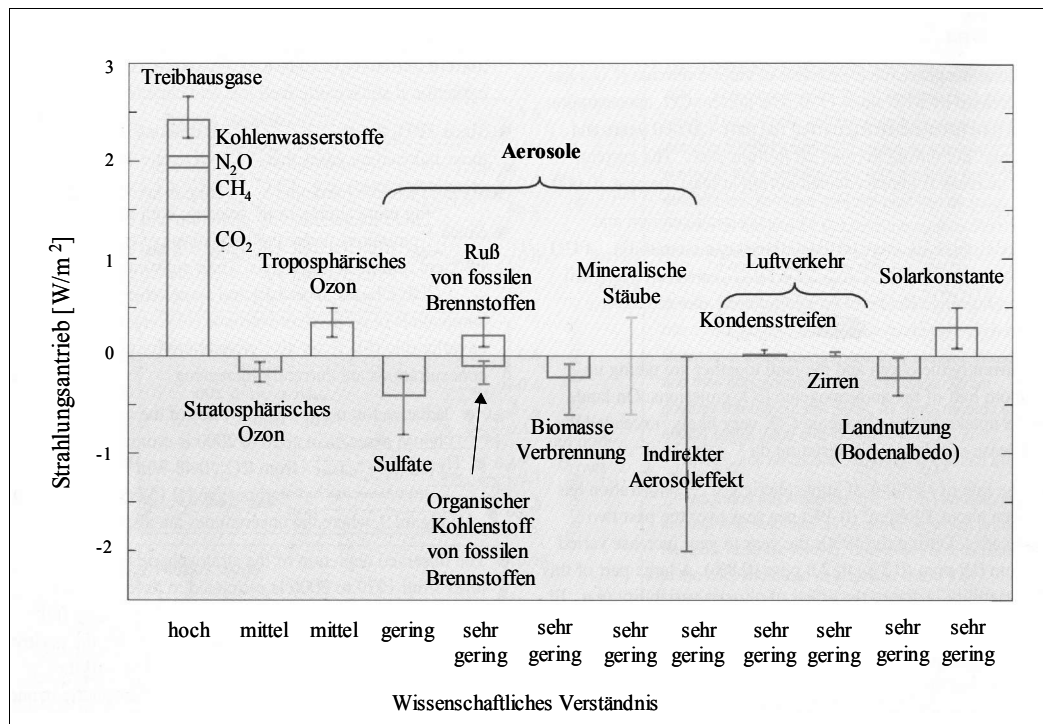 3
2
1
0
-1
-2
Strahlungsantrieb [W/m²]
Treibhausgase
Kohlenwasserstoffe
N₂O
CH₄
CO₂
Stratosphärisches
Ozon
Troposphärisches
Ozon
Aerosole
Sulfate
Ruß
von fossilen
Brennstoffen
Organischer
Kohlenstoff
von fossilen
Brennstoffen
Biomasse
Verbrennung
Mineralische
Stäube
Indirekter
Aerosoleffekt
Luftverkehr
Kondensstreifen
Zirren
Landnutzung
(Bodenalbedo)
Solarkonstante
hoch
mittel
mittel
gering
sehr
gering
sehr
gering
sehr
gering
sehr
gering
sehr
gering
sehr
gering
sehr
gering
sehr
gering
Wissenschaftliches Verständnis